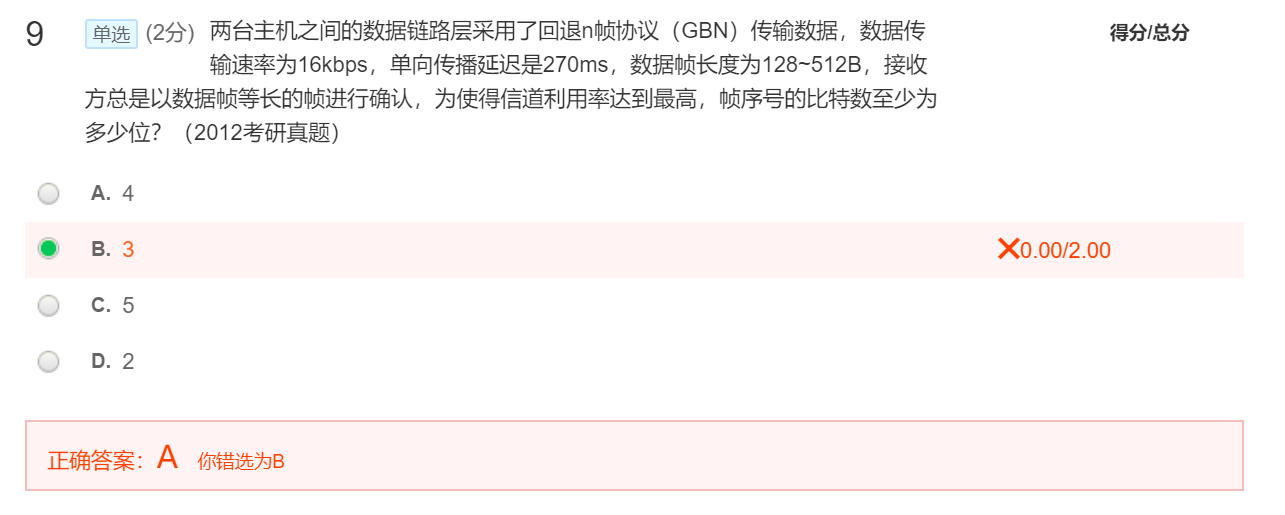 9 单选 (2分) 两台主机之间的数据链路层采用了回退n帧协议（GBN）传输数据，数据传 得分/总分
输速率为16kbps，单向传播延迟是270ms，数据帧长度为128~512B，接收
方总是以数据帧等长的帧进行确认，为使得信道利用率达到最高，帧序号的比特数至少为
多少位？（2012考研真题）
A. 4
B. 3 ×0.00/2.00
C. 5
D. 2
正确答案：A 你错选为B